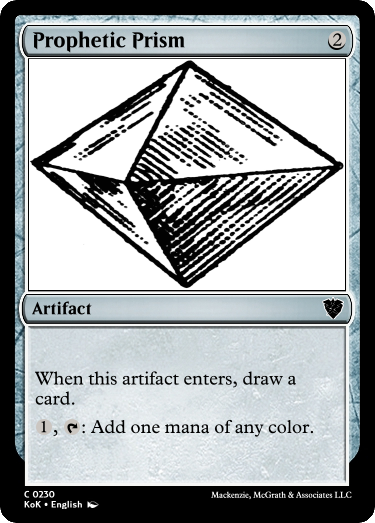 Prophetic Prism 2
Artifact
When this artifact enters, draw a
card.
1, : Add one mana of any color.
C 0230
KoK • English
Mackenzie, McGrath & Associates LLC